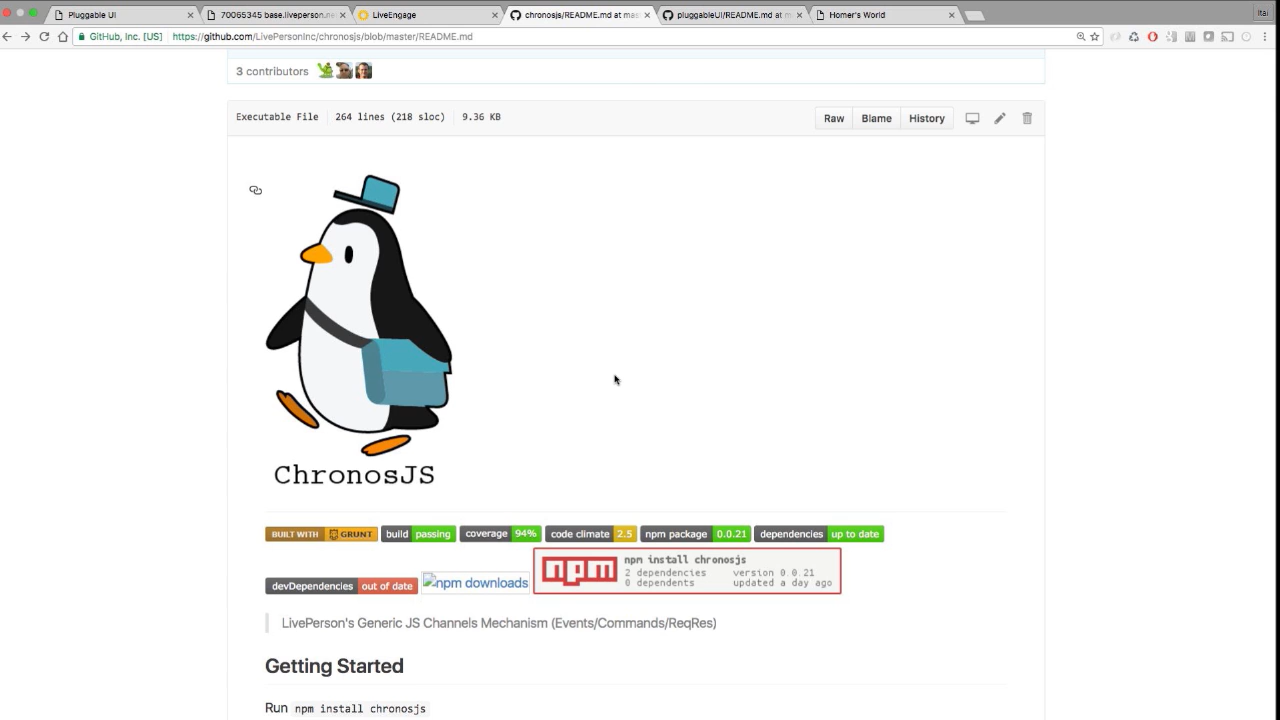 Pluggable UI
70065345 base.liveperson.ne
LiveEngage
chronosjs/README.md at mas
pluggableUI/README.md at m
Homer's World
Itai
GitHub, Inc. [US] https://github.com/LivePersonInc/chronosjs/blob/master/README.md
3 contributors
Executable File 264 lines (218 sloc) 9.36 KB
Raw Blame History
ChronosJS
BUILT WITH GRUNT build passing coverage 94% code climate 2.5 npm package 0.0.21 dependencies up to date
devDependencies out of date npm downloads
npm npm install chronosjs
2 dependencies version 0.0.21
0 dependents updated a day ago
LivePerson's Generic JS Channels Mechanism (Events/Commands/ReqRes)
Getting Started
Run npm install chronosjs